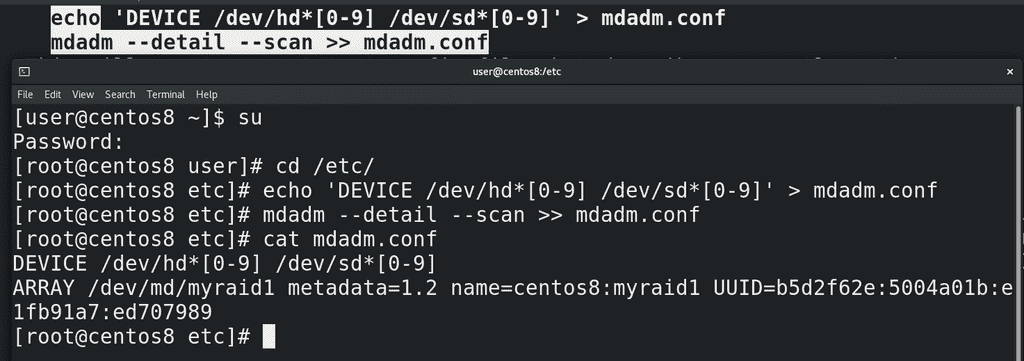 echo 'DEVICE /dev/hd*[0-9] /dev/sd*[0-9]' > mdadm.conf
mdadm --detail --scan >> mdadm.conf
user@centos8:/etc
File Edit View Search Terminal Help
[user@centos8 ~]$ su
Password:
[root@centos8 user]# cd /etc/
[root@centos8 etc]# echo 'DEVICE /dev/hd*[0-9] /dev/sd*[0-9]' > mdadm.conf
[root@centos8 etc]# mdadm --detail --scan >> mdadm.conf
[root@centos8 etc]# cat mdadm.conf
DEVICE /dev/hd*[0-9] /dev/sd*[0-9]
ARRAY /dev/md/myraid1 metadata=1.2 name=centos8:myraid1 UUID=b5d2f62e:5004a01b:e
1fb91a7:ed707989
[root@centos8 etc]#